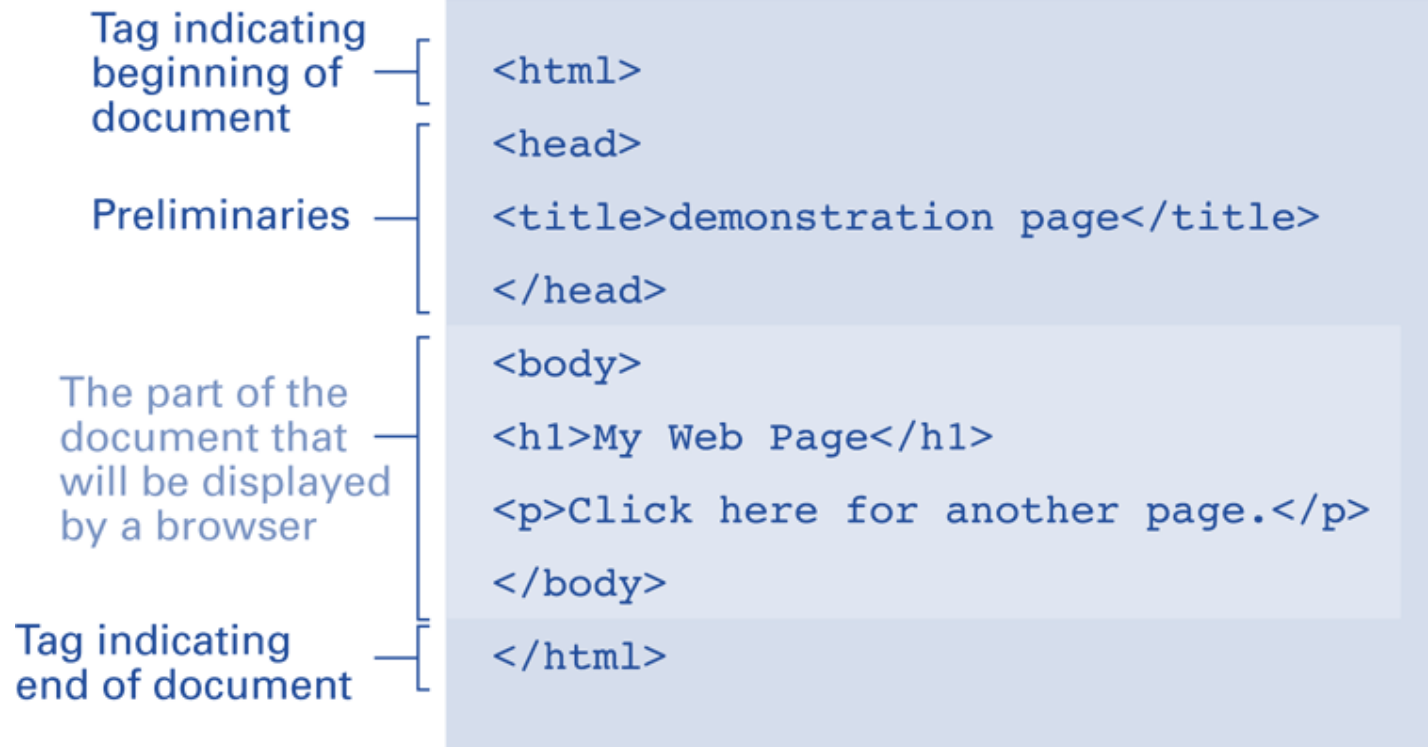 Tag indicating
beginning of
document
<html>
<head>
Preliminaries
<title>demonstration page</title>
</head>
The part of the
document that
will be displayed
by a browser
<body>
<h1>My Web Page</h1>
<p>Click here for another page.</p>
</body>
Tag indicating
end of document
</html>